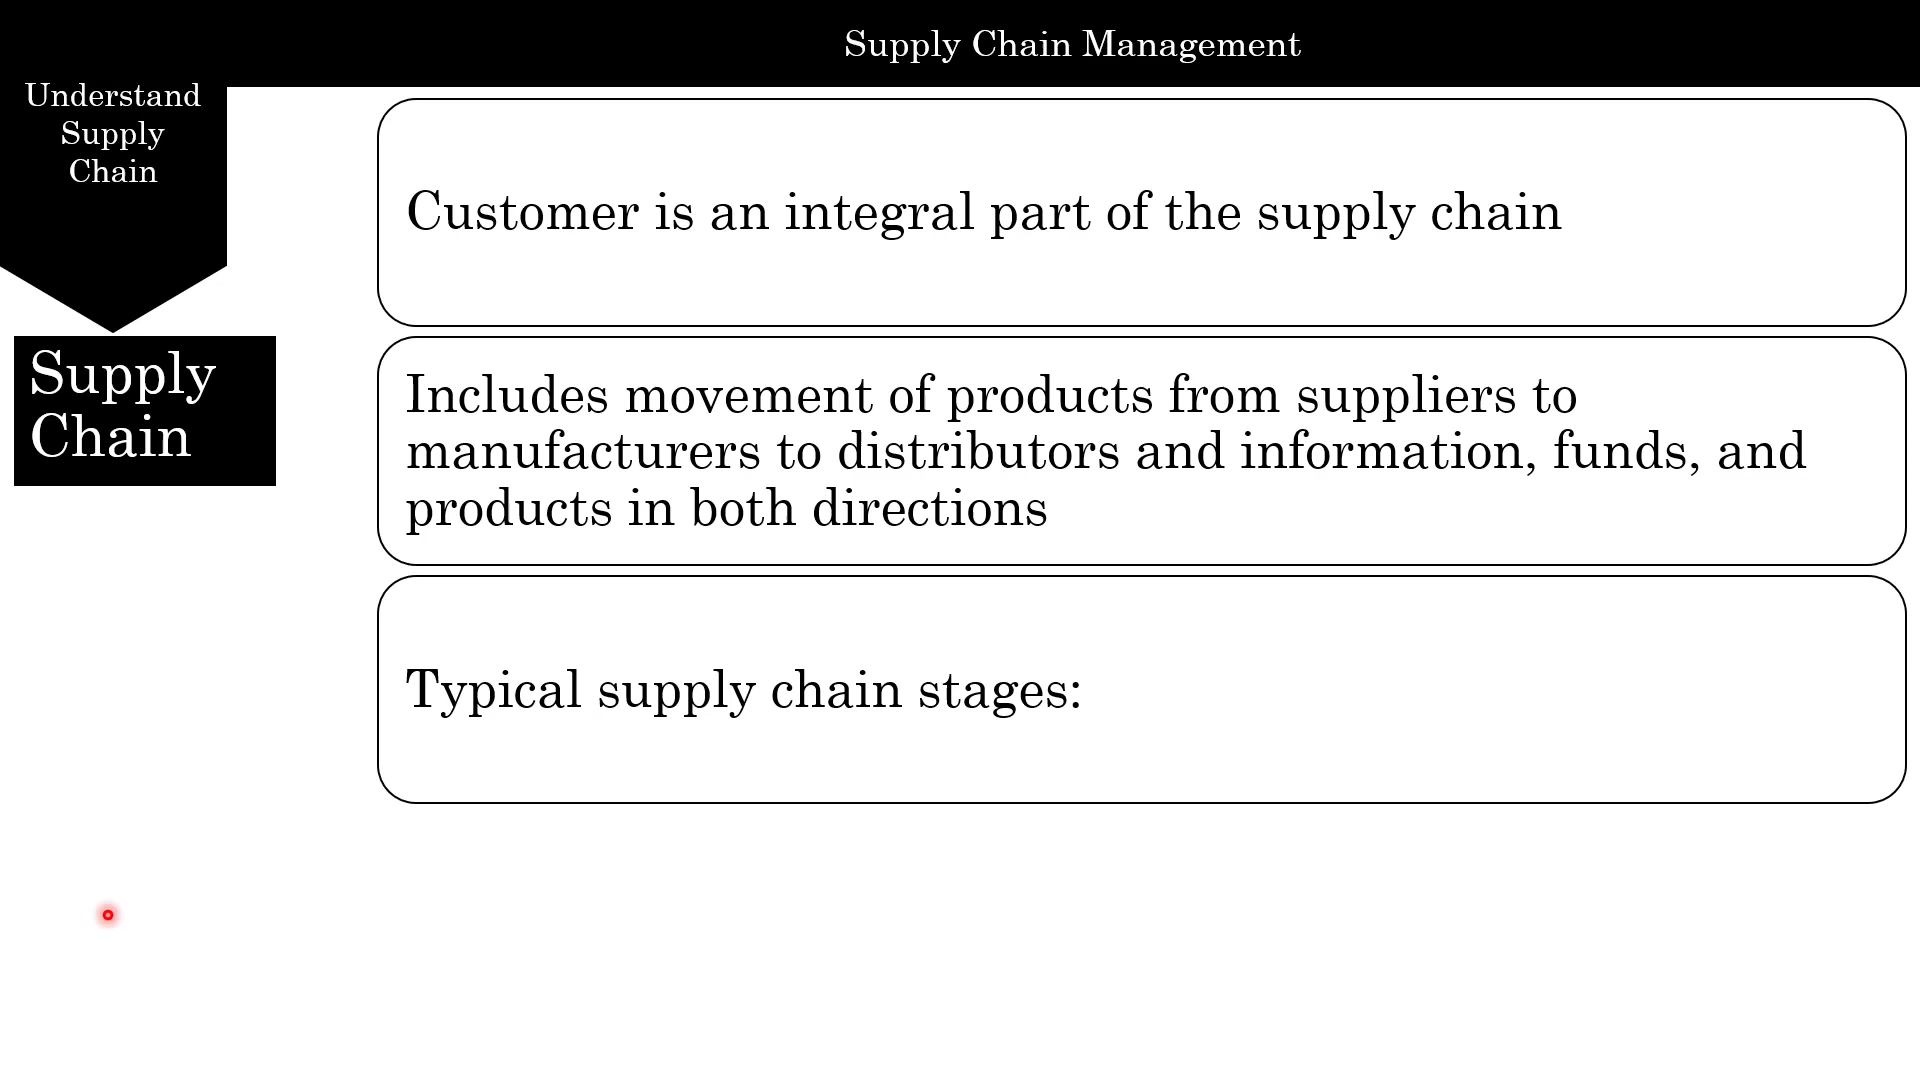 Supply Chain Management
Understand
Supply
Chain
Supply
Chain
Customer is an integral part of the supply chain
Includes movement of products from suppliers to
manufacturers to distributors and information, funds, and
products in both directions
Typical supply chain stages: